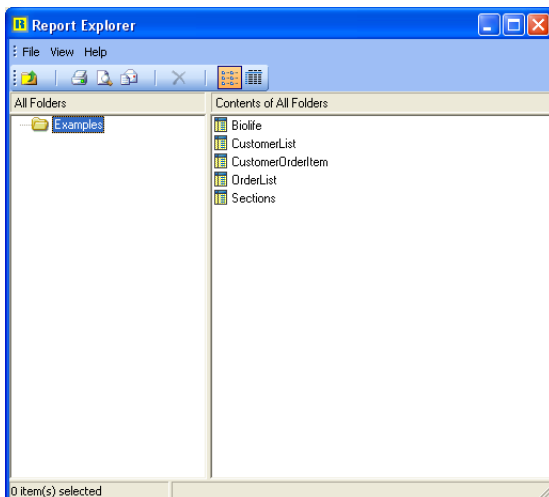 Report Explorer
File View Help
All Folders
Contents of All Folders
Examples
Biolife
CustomerList
CustomerOrderItem
OrderList
Sections
0 item(s) selected